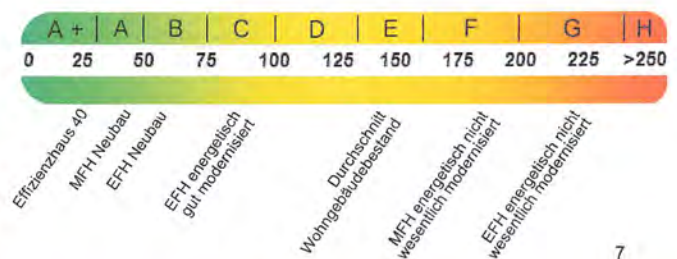 A+ | A | B | C | D | E | F | G | H
0 25 50 75 100 125 150 175 200 225 >250
Effizienzhaus 40
MFH Neubau
EFH Neubau
EFH energetisch
gut modernisiert
Durchschnitt
Wohngebäudebestand
MFH energetisch nicht
wesentlich modernisiert
EFH energetisch nicht
wesentlich modernisiert
7